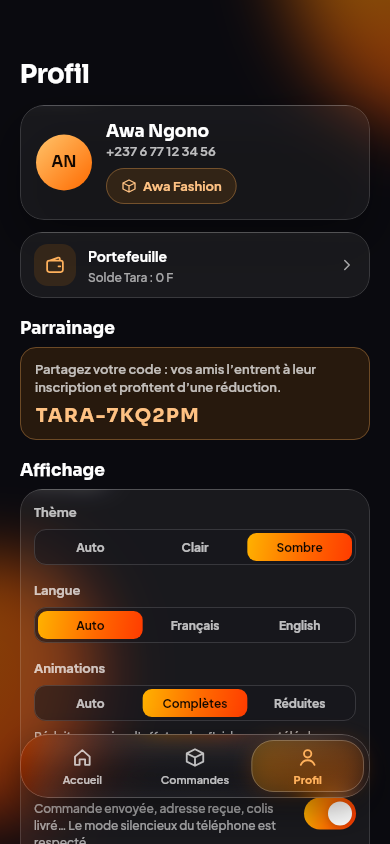 Profil
AN
Awa Ngono
+237 6 77 12 34 56
Awa Fashion
Portefeuille
Solde Tara : 0 F
Parrainage
Partagez votre code : vos amis l’entrent à leur
inscription et profitent d’une réduction.
TARA-7KQ2PM
Affichage
Thème
Auto Clair Sombre
Langue
Auto Français English
Animations
Auto Complètes Réduites
Accueil Commandes Profil
Commande envoyée, adresse reçue, colis
livré… Le mode silencieux du téléphone est
respecté.